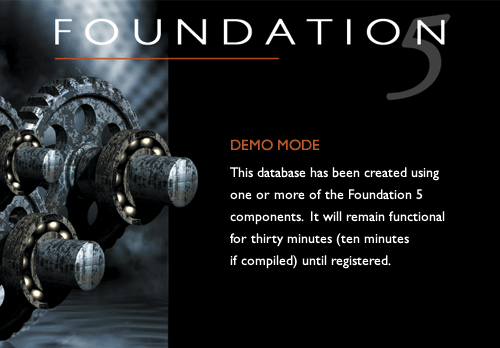 FOUNDATION
5
DEMO MODE
This database has been created using
one or more of the Foundation 5
components. It will remain functional
for thirty minutes (ten minutes
if compiled) until registered.